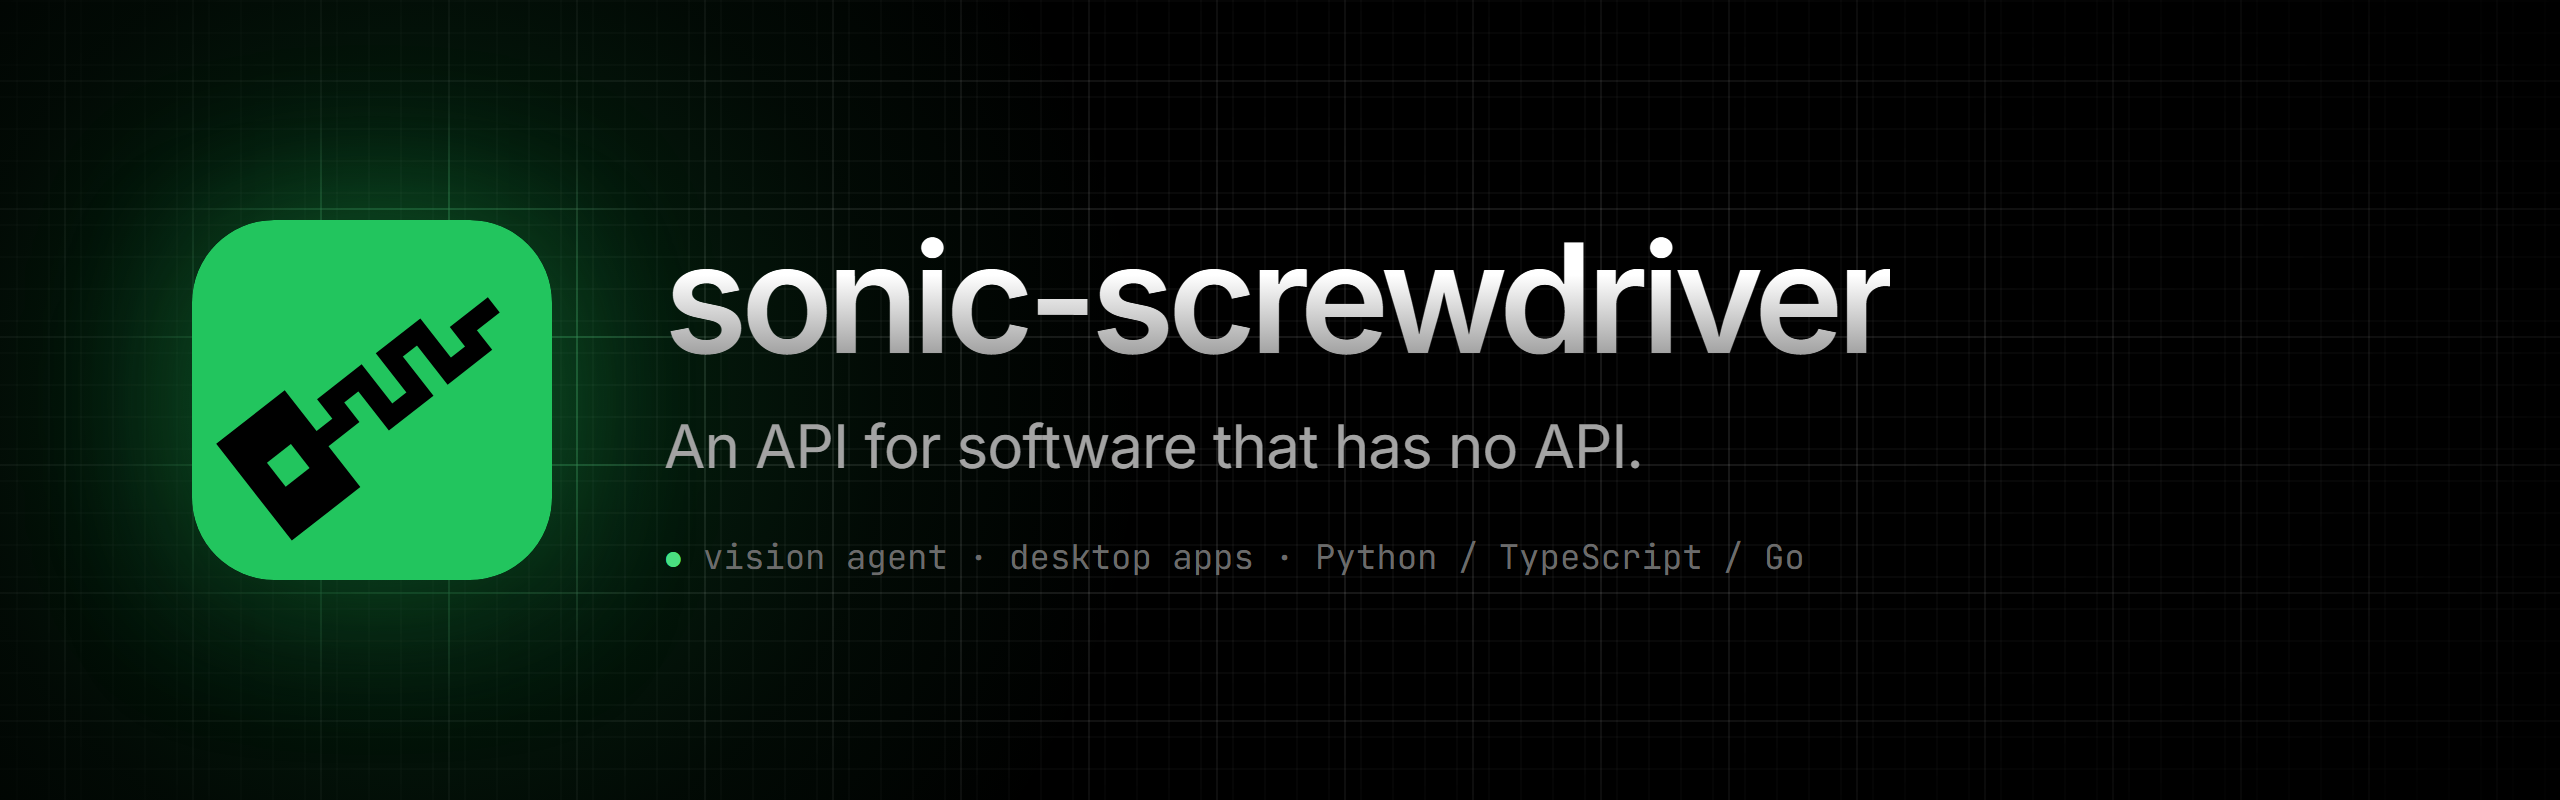 sonic-screwdriver
An API for software that has no API.
vision agent · desktop apps · Python / TypeScript / Go